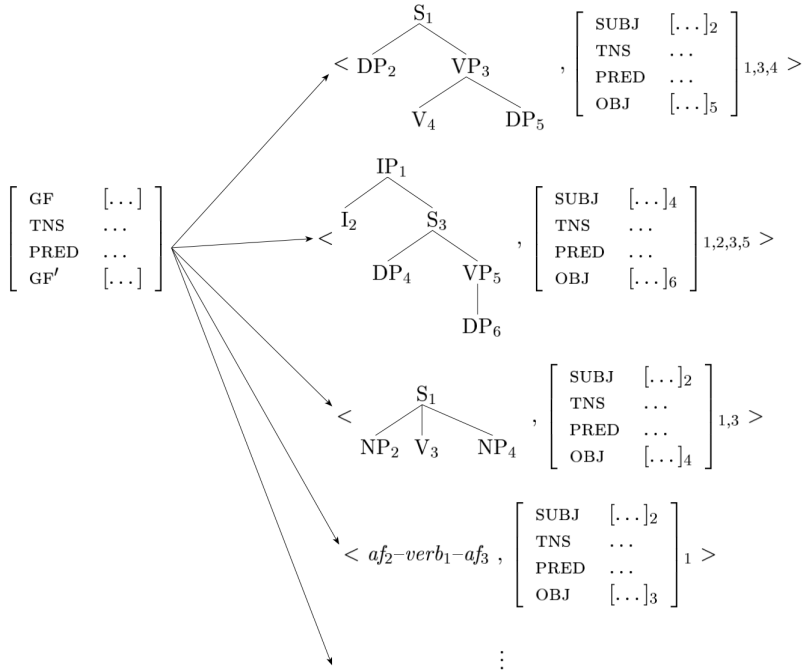 S₁
< DP₂ VP₃ , [ SUBJ [...]₂ ] 1,3,4 >
TNS ...
PRED ...
V₄ DP₅ OBJ [...]₅
GF [...]
TNS ...
PRED ...
GF′ [...]
IP₁
< I₂ S₃ , [ SUBJ [...]₄ ] 1,2,3,5 >
TNS ...
PRED ...
DP₄ VP₅ OBJ [...]₆
DP₆
S₁
< NP₂ V₃ NP₄ , [ SUBJ [...]₂ ] 1,3 >
TNS ...
PRED ...
OBJ [...]₄
< af₂–verb₁–af₃ , [ SUBJ [...]₂ ] 1 >
TNS ...
PRED ...
OBJ [...]₃
⋮